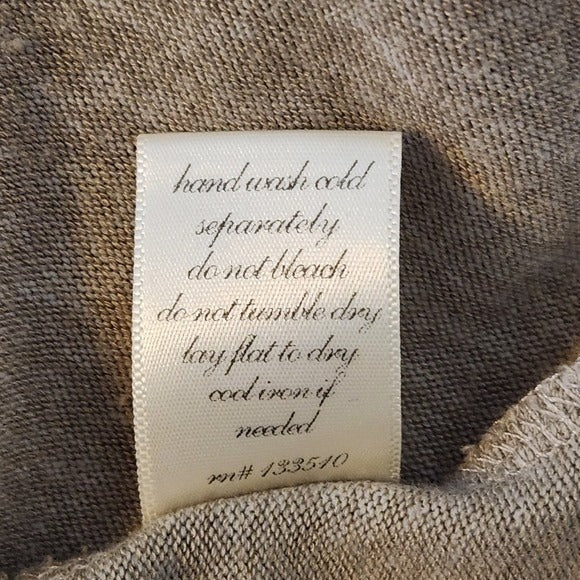 hand wash cold
separately
do not bleach
do not tumble dry
lay flat to dry
cool iron if
needed
rn# 133510